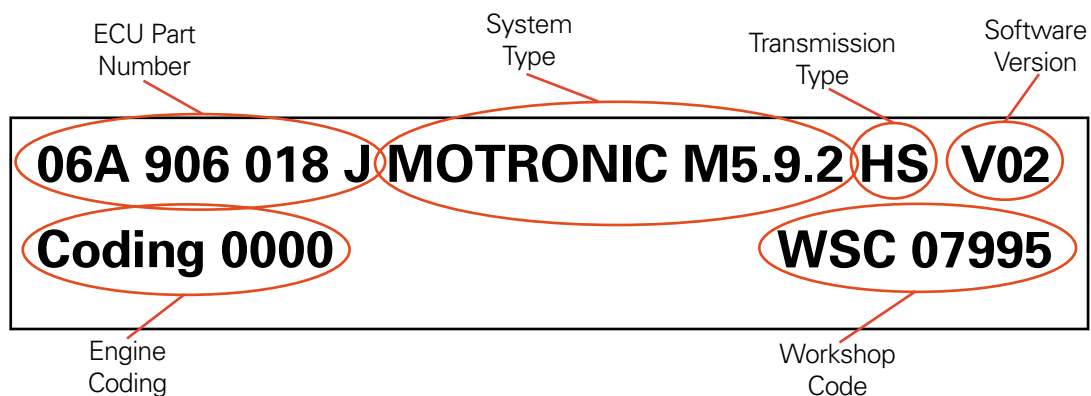 ECU Part
Number
System
Type
Transmission
Type
Software
Version
06A 906 018 J MOTRONIC M5.9.2 HS V02
Coding 0000 WSC 07995
Engine
Coding
Workshop
Code